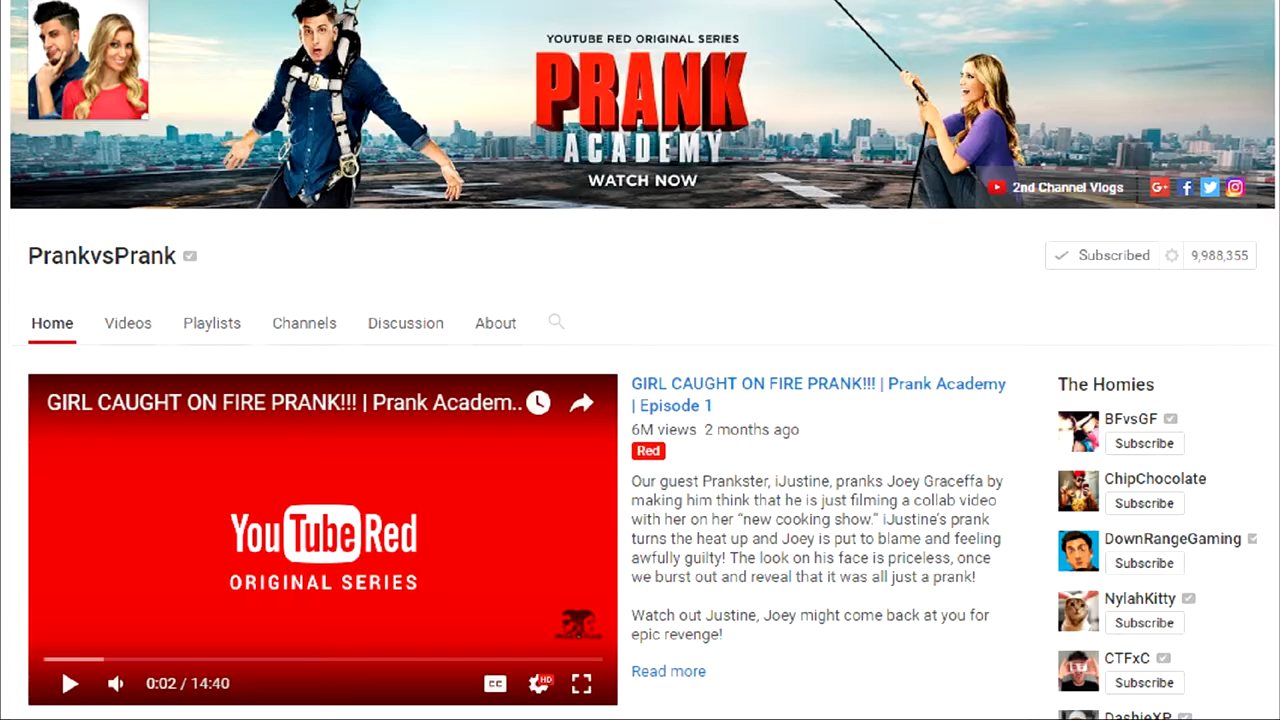 YOUTUBE RED ORIGINAL SERIES
PRANK
ACADEMY
WATCH NOW
2nd Channel Vlogs
PrankvsPrank
Subscribed
9,988,355
Home
Videos
Playlists
Channels
Discussion
About
GIRL CAUGHT ON FIRE PRANK!!! | Prank Academ..
YouTube Red
ORIGINAL SERIES
0:02 / 14:40
CC
HD
GIRL CAUGHT ON FIRE PRANK!!! | Prank Academy
| Episode 1
6M views 2 months ago
Red
Our guest Prankster, iJustine, pranks Joey Graceffa by
making him think that he is just filming a collab video
with her on her “new cooking show.” iJustine’s prank
turns the heat up and Joey is put to blame and feeling
awfully guilty! The look on his face is priceless, once
we burst out and reveal that it was all just a prank!
Watch out Justine, Joey might come back at you for
epic revenge!
Read more
The Homies
BFvsGF
Subscribe
ChipChocolate
Subscribe
DownRangeGaming
Subscribe
NylahKitty
Subscribe
CTFxC
Subscribe
DashieXP